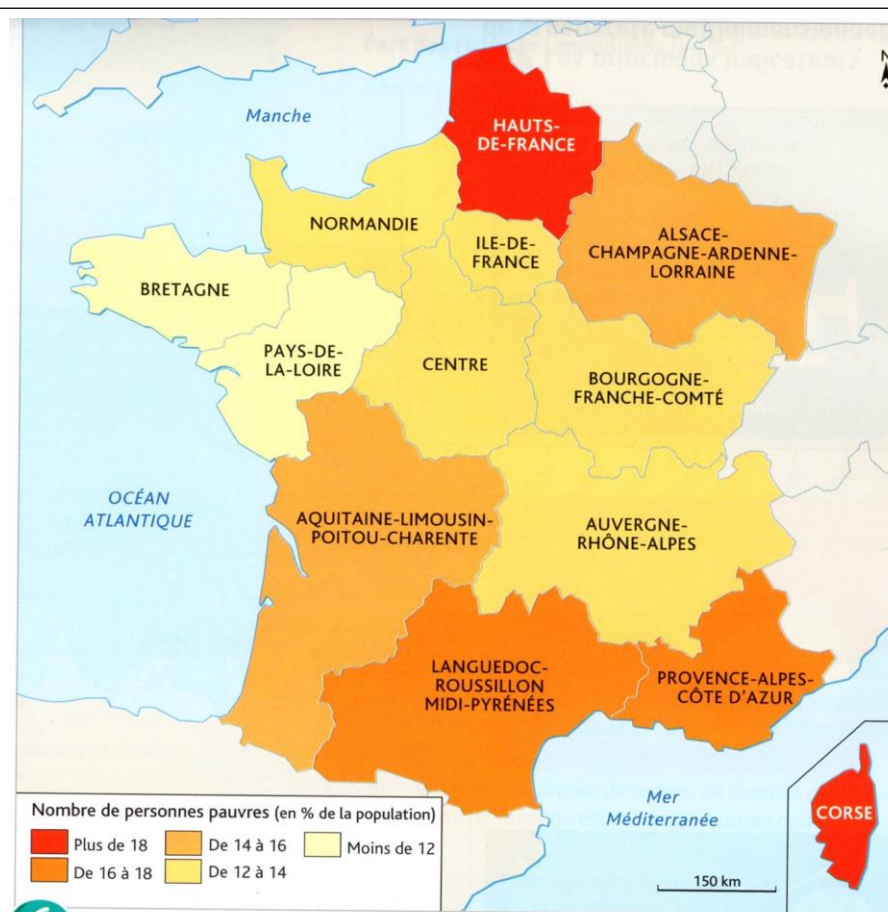 N
Manche
HAUTS-
DE-FRANCE
NORMANDIE
ILE-DE-
FRANCE
ALSACE-
CHAMPAGNE-ARDENNE-
LORRAINE
BRETAGNE
PAYS-DE-
LA-LOIRE
CENTRE
BOURGOGNE-
FRANCHE-COMTÉ
OCÉAN
ATLANTIQUE
AQUITAINE-LIMOUSIN-
POITOU-CHARENTE
AUVERGNE-
RHÔNE-ALPES
LANGUEDOC-
ROUSSILLON
MIDI-PYRÉNÉES
PROVENCE-ALPES-
CÔTE D'AZUR
Mer
Méditerranée
CORSE
150 km
Nombre de personnes pauvres (en % de la population)
Plus de 18
De 14 à 16
Moins de 12
De 16 à 18
De 12 à 14